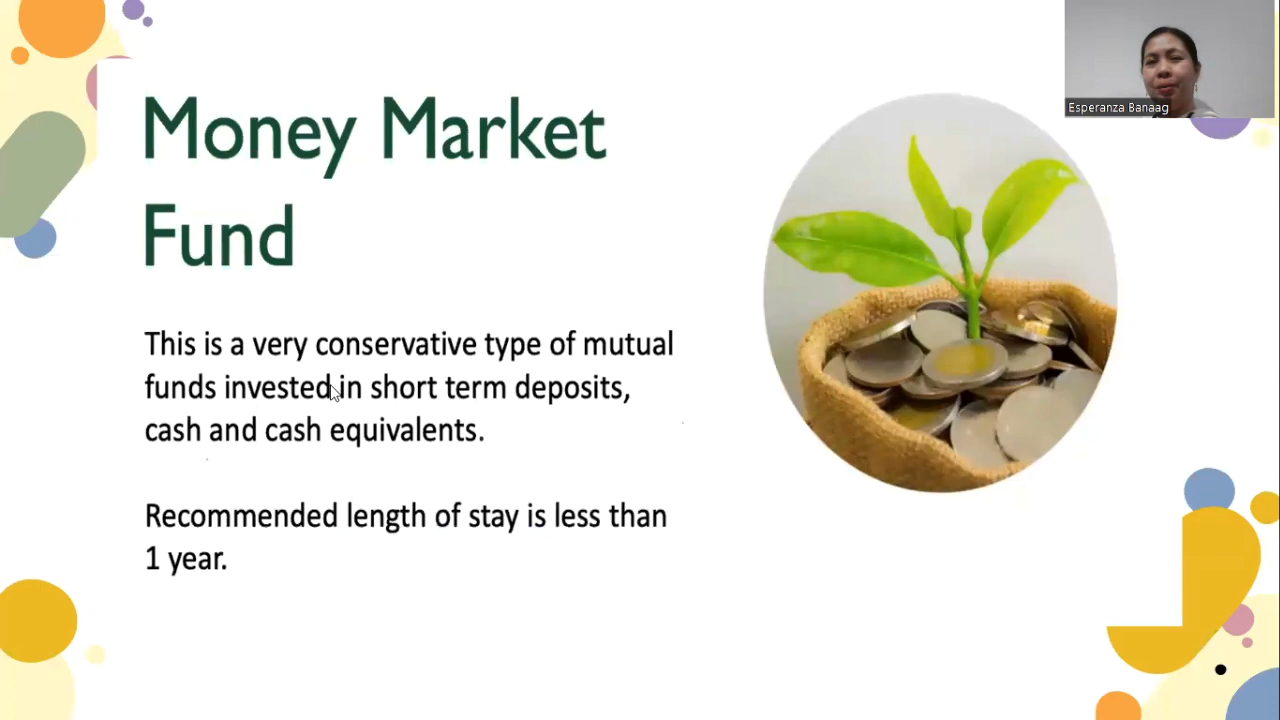 Money Market
Fund
This is a very conservative type of mutual
funds invested in short term deposits,
cash and cash equivalents.
Recommended length of stay is less than
1 year.
Esperanza Banaag